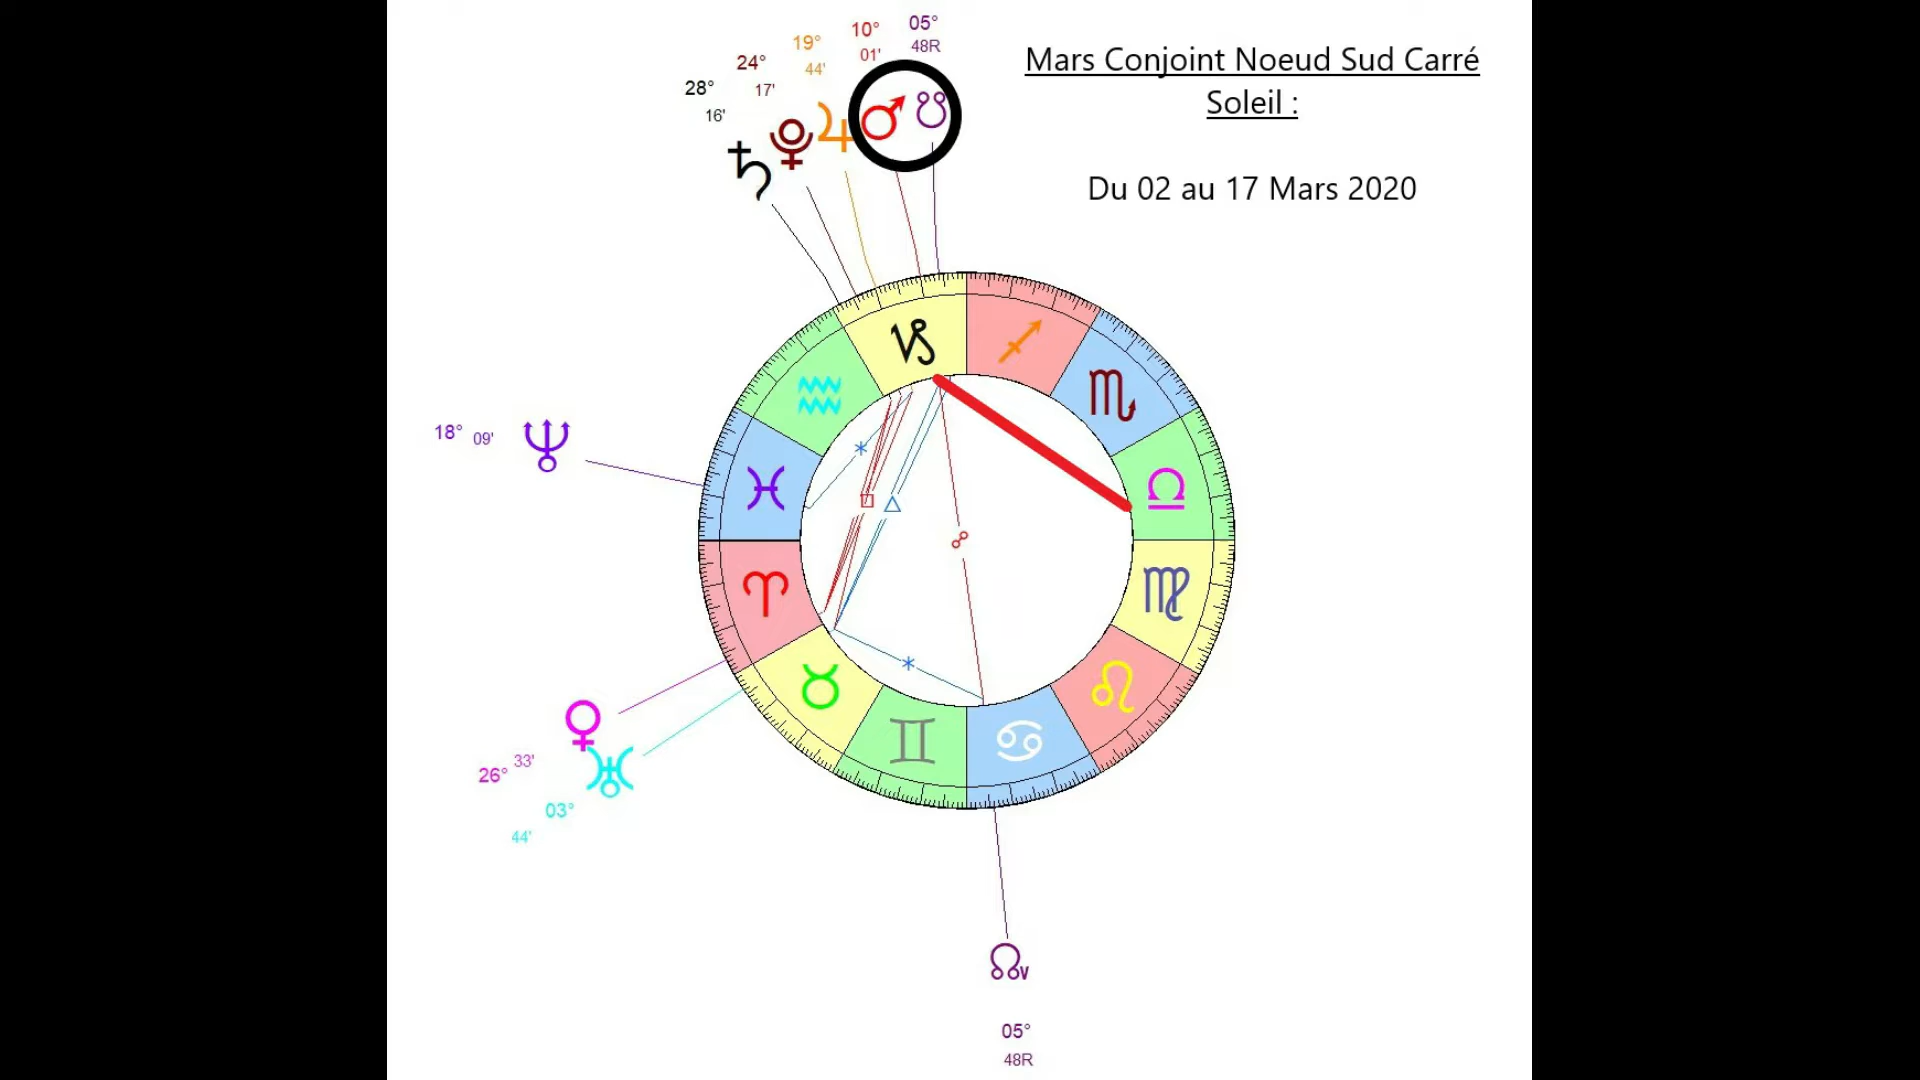 Mars Conjoint Noeud Sud Carré
Soleil :
Du 02 au 17 Mars 2020
05°
48R
10°
01'
19°
44'
24°
17'
28°
16'
18° 09'
26° 33'
03°
44'
05°
48R